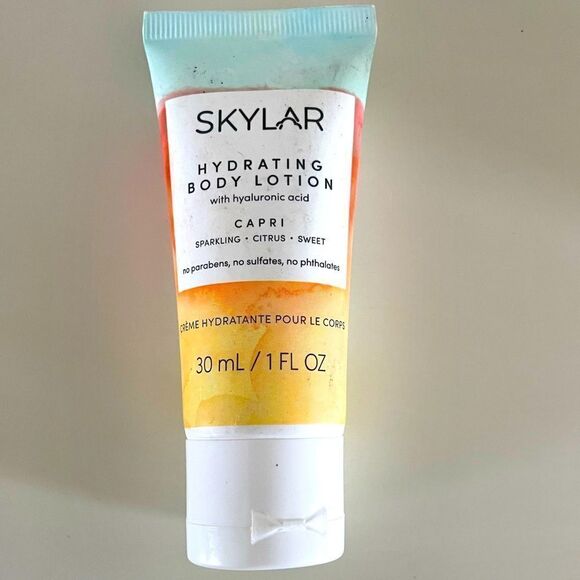 SKYLAR
HYDRATING
BODY LOTION
with hyaluronic acid
CAPRI
SPARKLING • CITRUS • SWEET
no parabens, no sulfates, no phthalates
CRÈME HYDRATANTE POUR LE CORPS
30 mL / 1 FL OZ